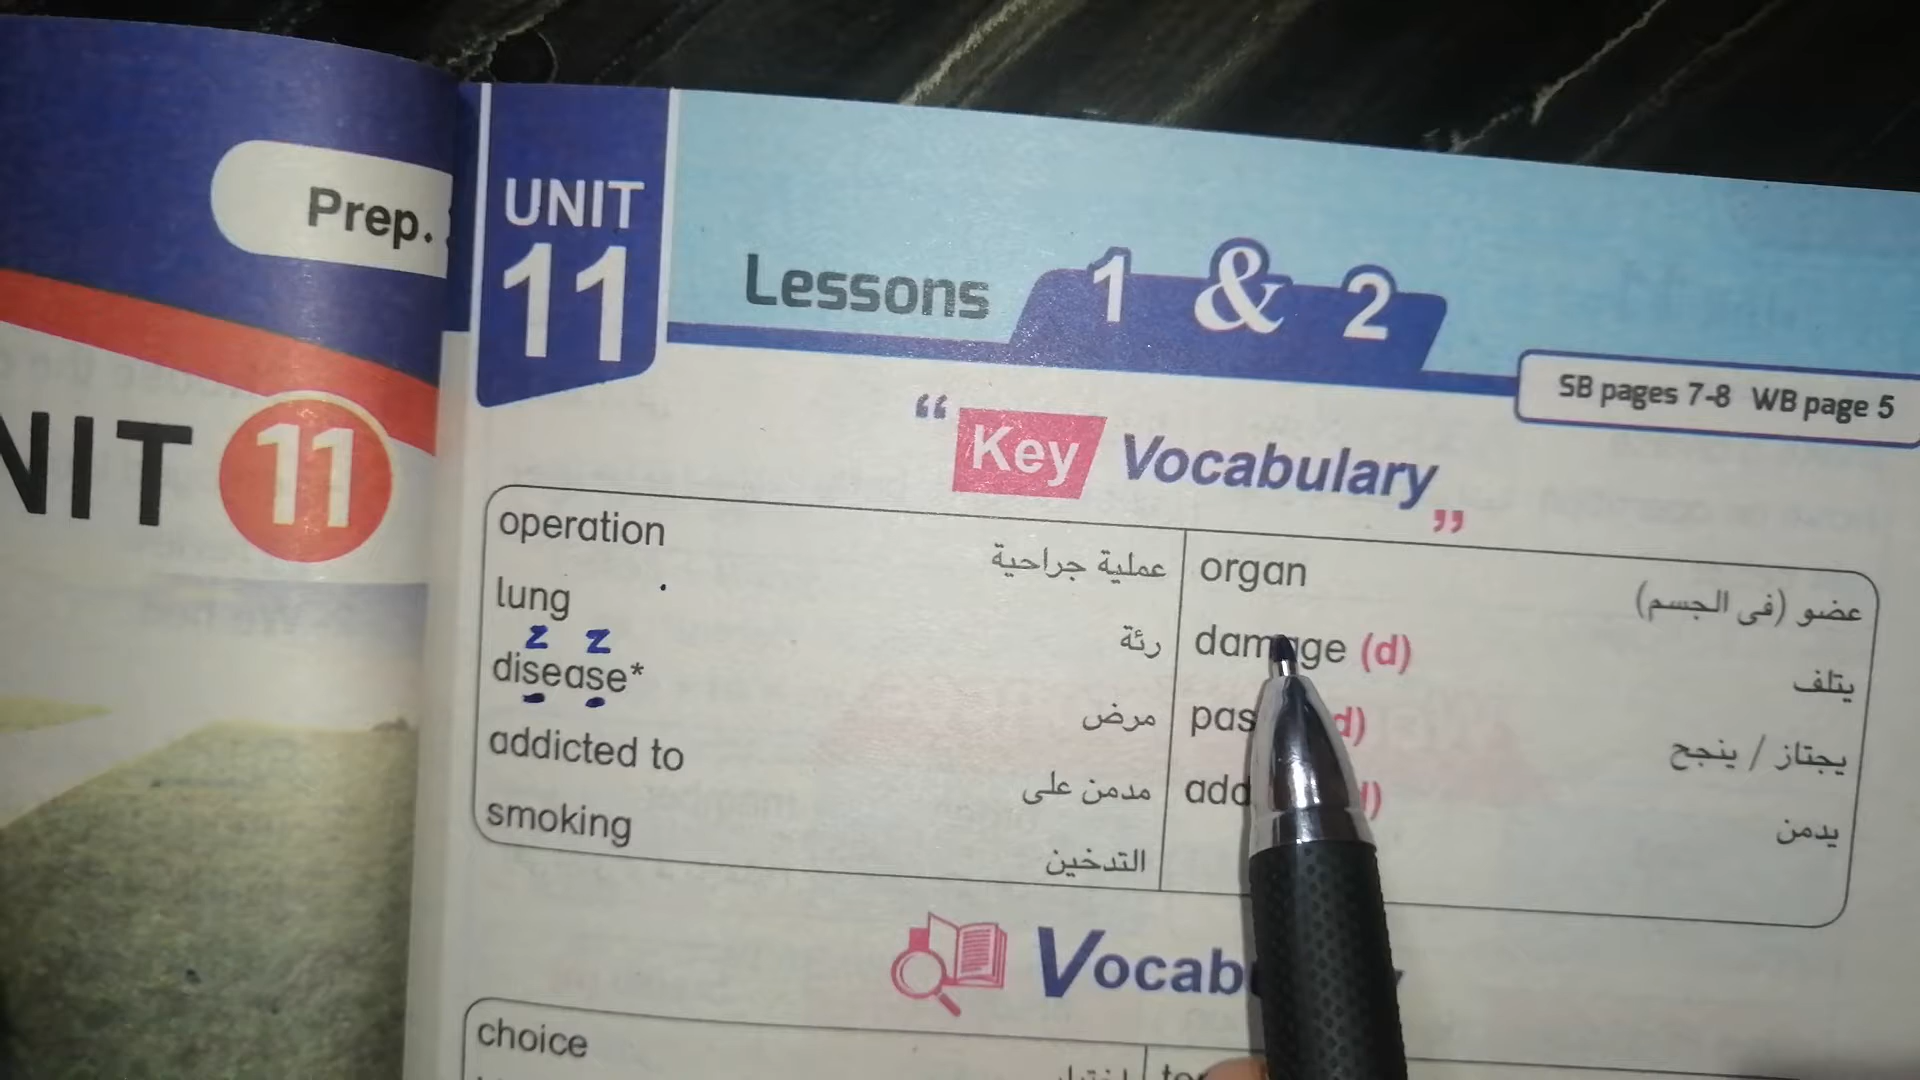 Prep.
NIT 11
UNIT
11
Lessons 1 & 2
SB pages 7-8 WB page 5
“ Key Vocabulary ”
operation عملية جراحية
lung رئة
z z
disease* مرض
addicted to مدمن على
smoking التدخين
organ عضو (فى الجسم)
damage (d) يتلف
pas d) يجتاز / ينجح
add يدمن
Vocab
choice